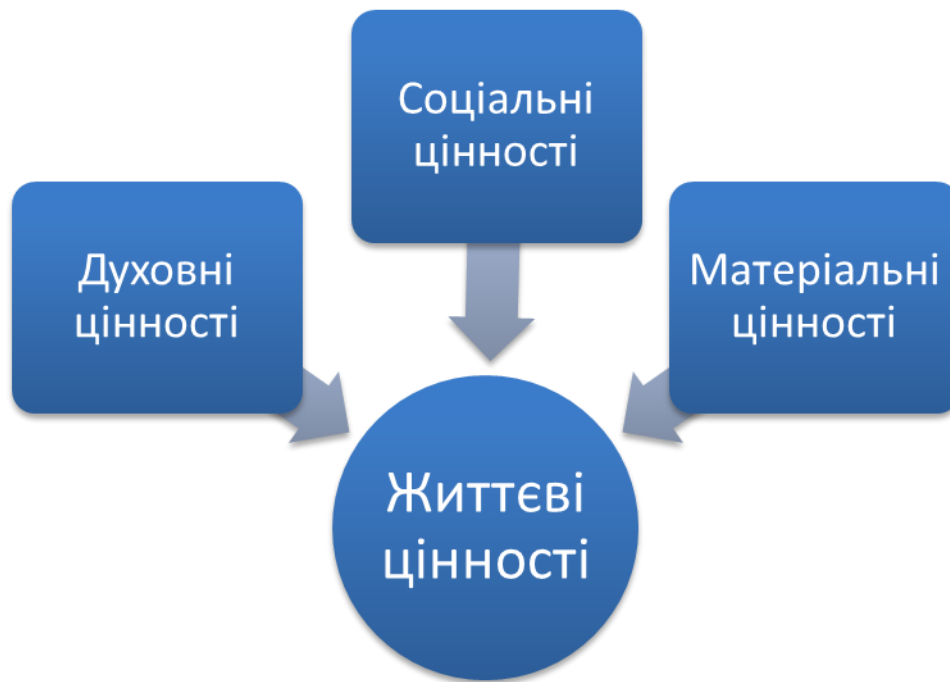 Соціальні
цінності
Духовні
цінності
Матеріальні
цінності
Життєві
цінності